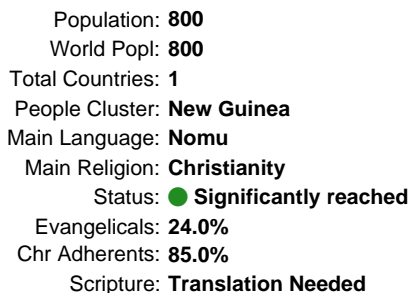 Population: 800
World Popl: 800
Total Countries: 1
People Cluster: New Guinea
Main Language: Nomu
Main Religion: Christianity
Status: Significantly reached
Evangelicals: 24.0%
Chr Adherents: 85.0%
Scripture: Translation Needed